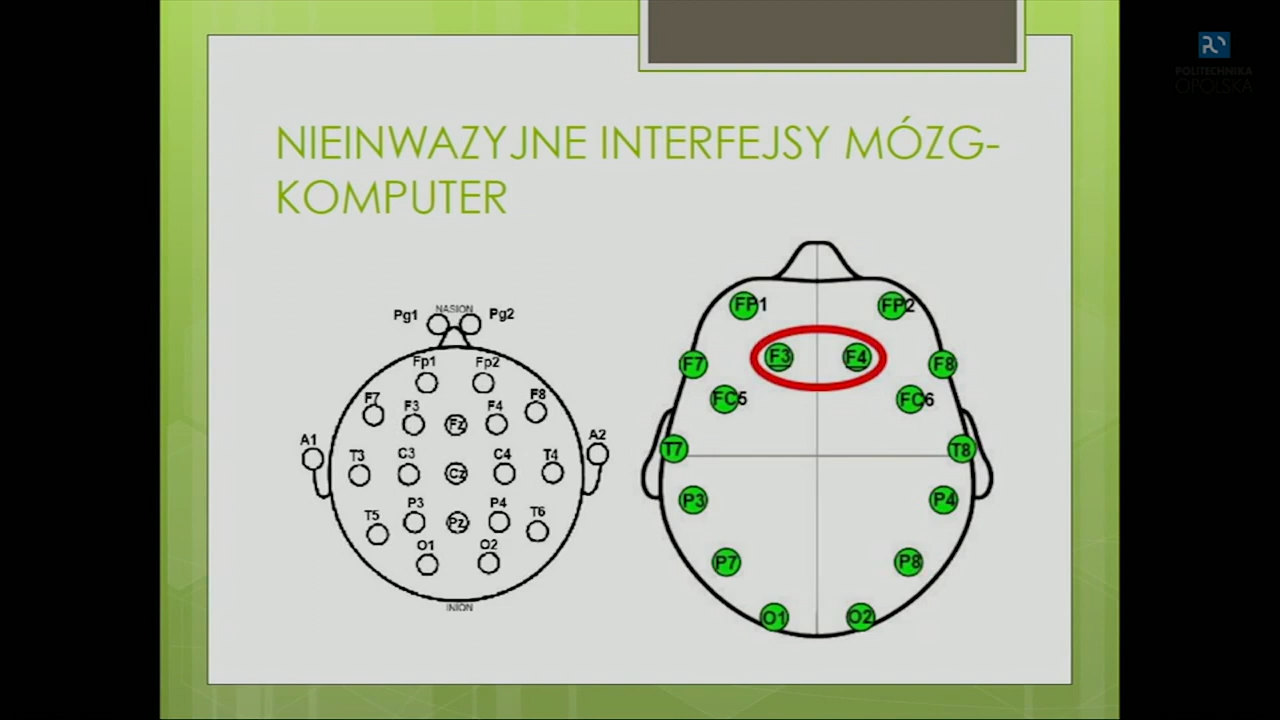 POLITECHNIKA
OPOLSKA
NIEINWAZYJNE INTERFEJSY MÓZG-
KOMPUTER
Pg1 NASION Pg2
Fp1 Fp2
F7 F3 Fz F4 F8
A1 T3 C3 Cz C4 T4 A2
T5 P3 Pz P4 T6
O1 O2
INION
FP1 FP2
F7 F3 F4 F8
FC5 FC6
T7 T8
P3 P4
P7 P8
O1 O2